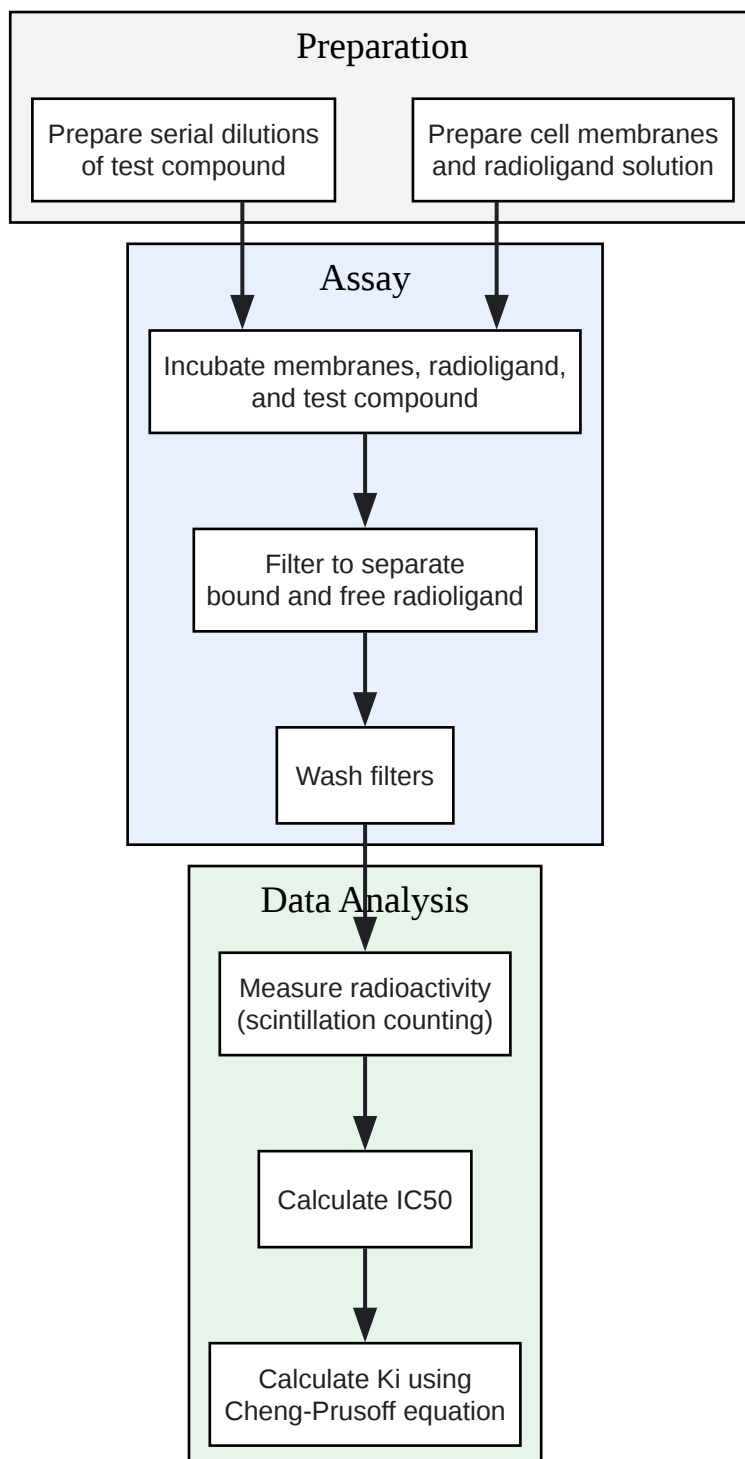 Preparation
Prepare serial dilutions
of test compound
Prepare cell membranes
and radioligand solution
Assay
Incubate membranes, radioligand,
and test compound
Filter to separate
bound and free radioligand
Wash filters
Data Analysis
Measure radioactivity
(scintillation counting)
Calculate IC50
Calculate Ki using
Cheng-Prusoff equation